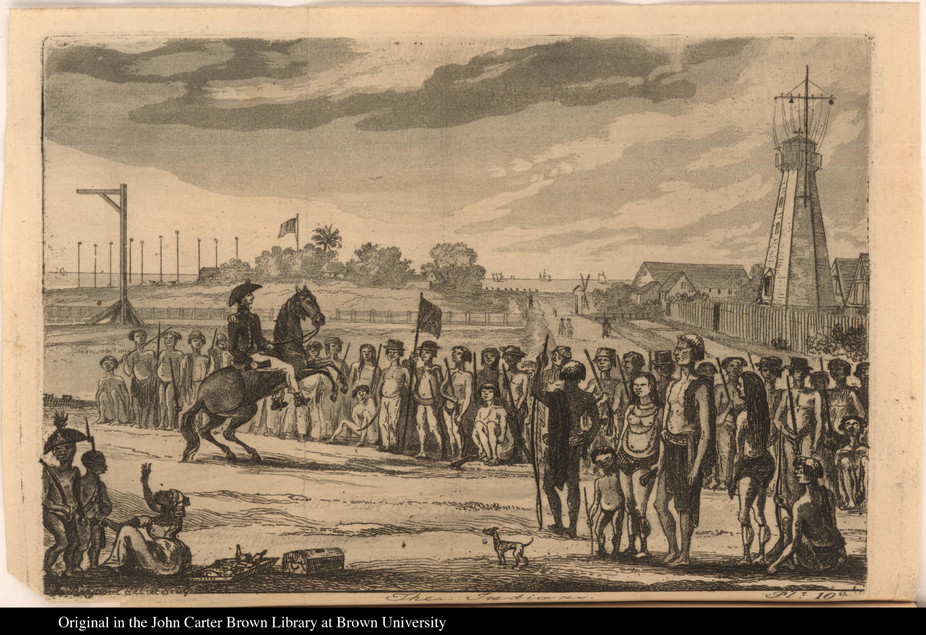 The Indians.
Pl: 10th
Original in the John Carter Brown Library at Brown University